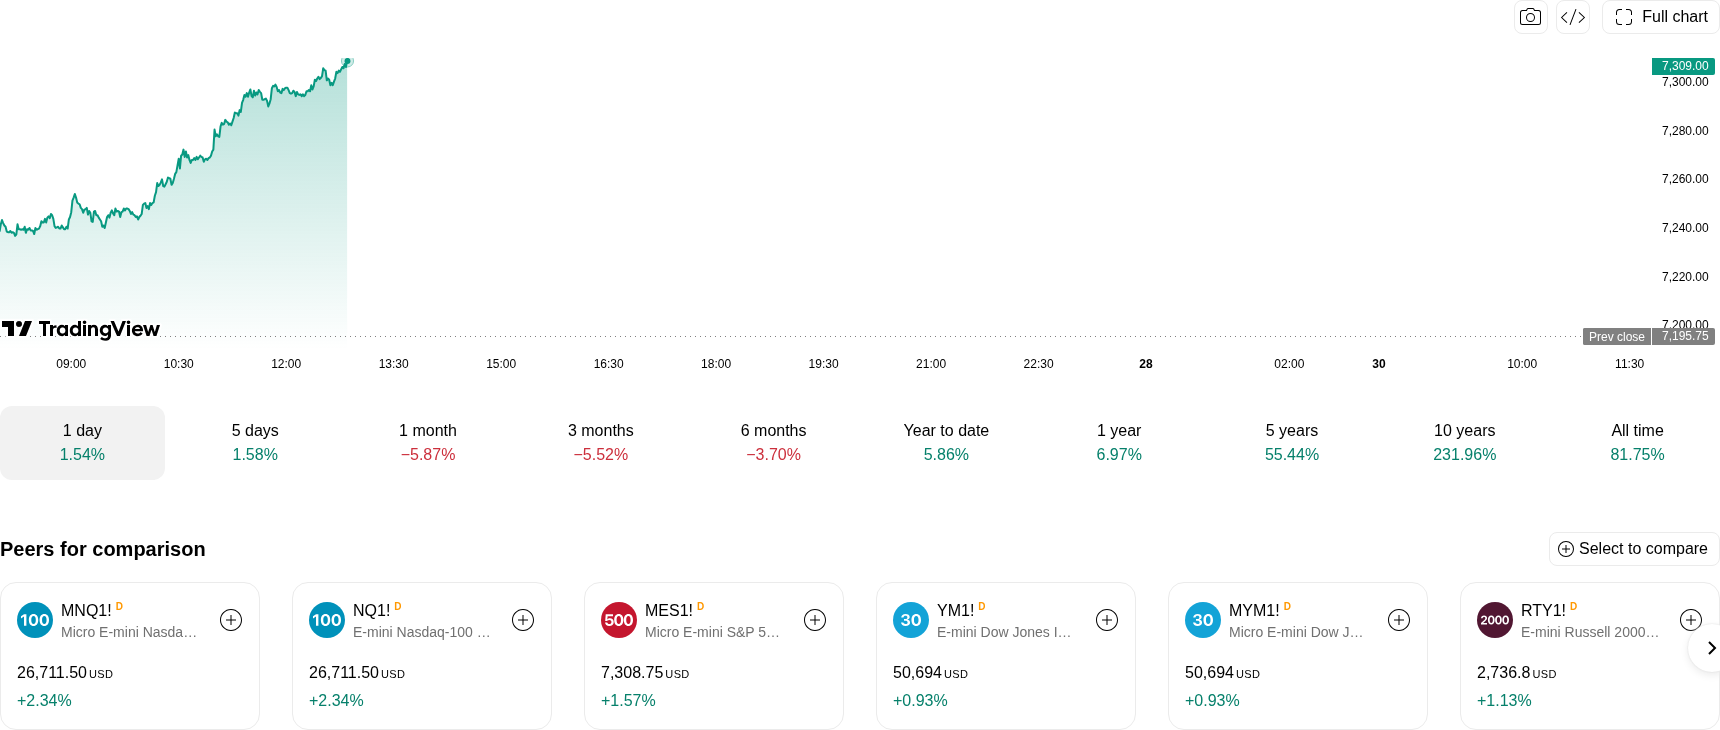 Full chart
7,309.00
7,300.00
7,280.00
7,260.00
7,240.00
7,220.00
7,200.00
Prev close 7,195.75
TradingView
09:00 10:30 12:00 13:30 15:00 16:30 18:00 19:30 21:00 22:30 28 02:00 30 10:00 11:30
1 day 5 days 1 month 3 months 6 months Year to date 1 year 5 years 10 years All time
1.54% 1.58% −5.87% −5.52% −3.70% 5.86% 6.97% 55.44% 231.96% 81.75%
Peers for comparison
Select to compare
100 MNQ1! D
Micro E-mini Nasda…
26,711.50 USD
+2.34%
100 NQ1! D
E-mini Nasdaq-100 …
26,711.50 USD
+2.34%
500 MES1! D
Micro E-mini S&P 5…
7,308.75 USD
+1.57%
30 YM1! D
E-mini Dow Jones I…
50,694 USD
+0.93%
30 MYM1! D
Micro E-mini Dow J…
50,694 USD
+0.93%
2000 RTY1! D
E-mini Russell 2000…
2,736.8 USD
+1.13%